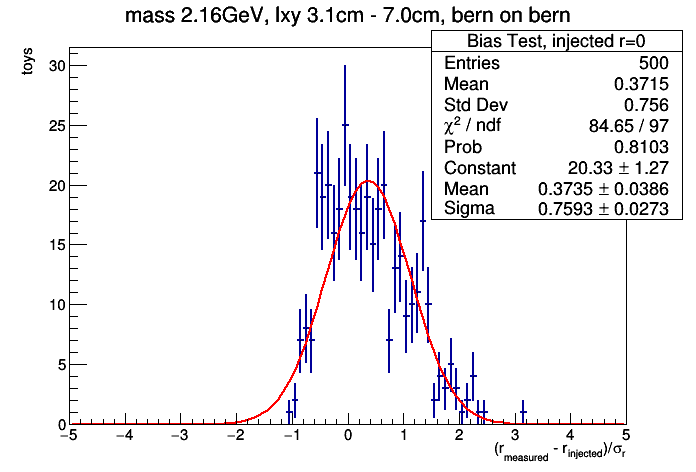 mass 2.16GeV, lxy 3.1cm - 7.0cm, bern on bern
toys
Bias Test, injected r=0
Entries 500
Mean 0.3715
Std Dev 0.756
χ² / ndf 84.65 / 97
Prob 0.8103
Constant 20.33 ± 1.27
Mean 0.3735 ± 0.0386
Sigma 0.7593 ± 0.0273
30
25
20
15
10
5
0
−5 −4 −3 −2 −1 0 1 2 3 4 5
(r_measured - r_injected)/σ_r